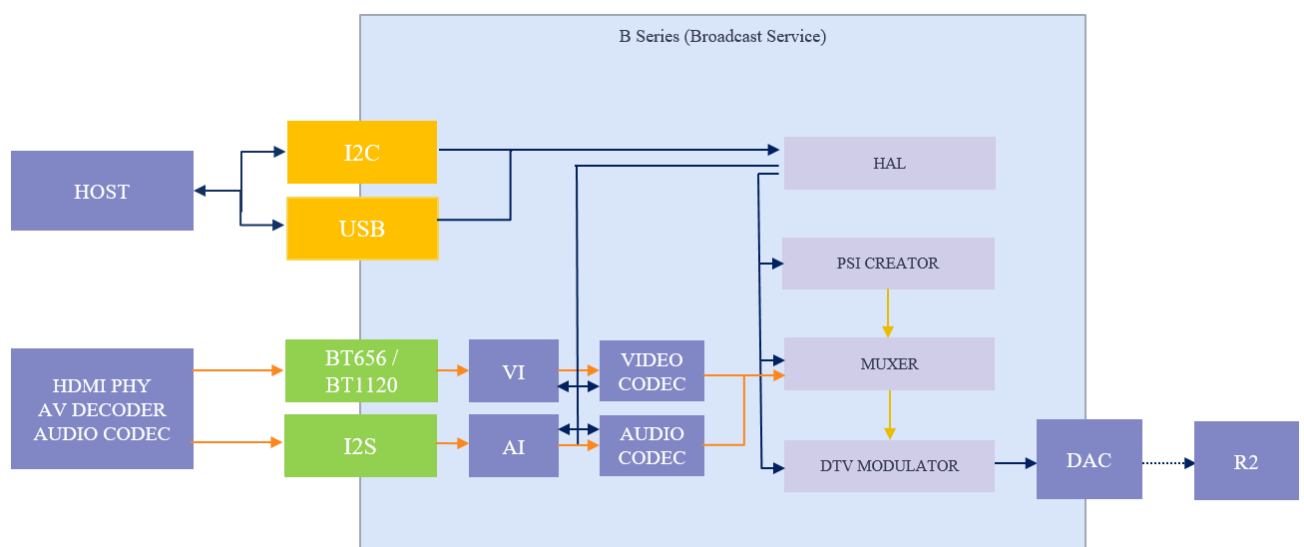 B Series (Broadcast Service)
I2C
HAL
HOST
USB
PSI CREATOR
BT656 /
BT1120
VI
VIDEO
CODEC
MUXER
HDMI PHY
AV DECODER
AUDIO CODEC
I2S
AI
AUDIO
CODEC
DTV MODULATOR
DAC
R2